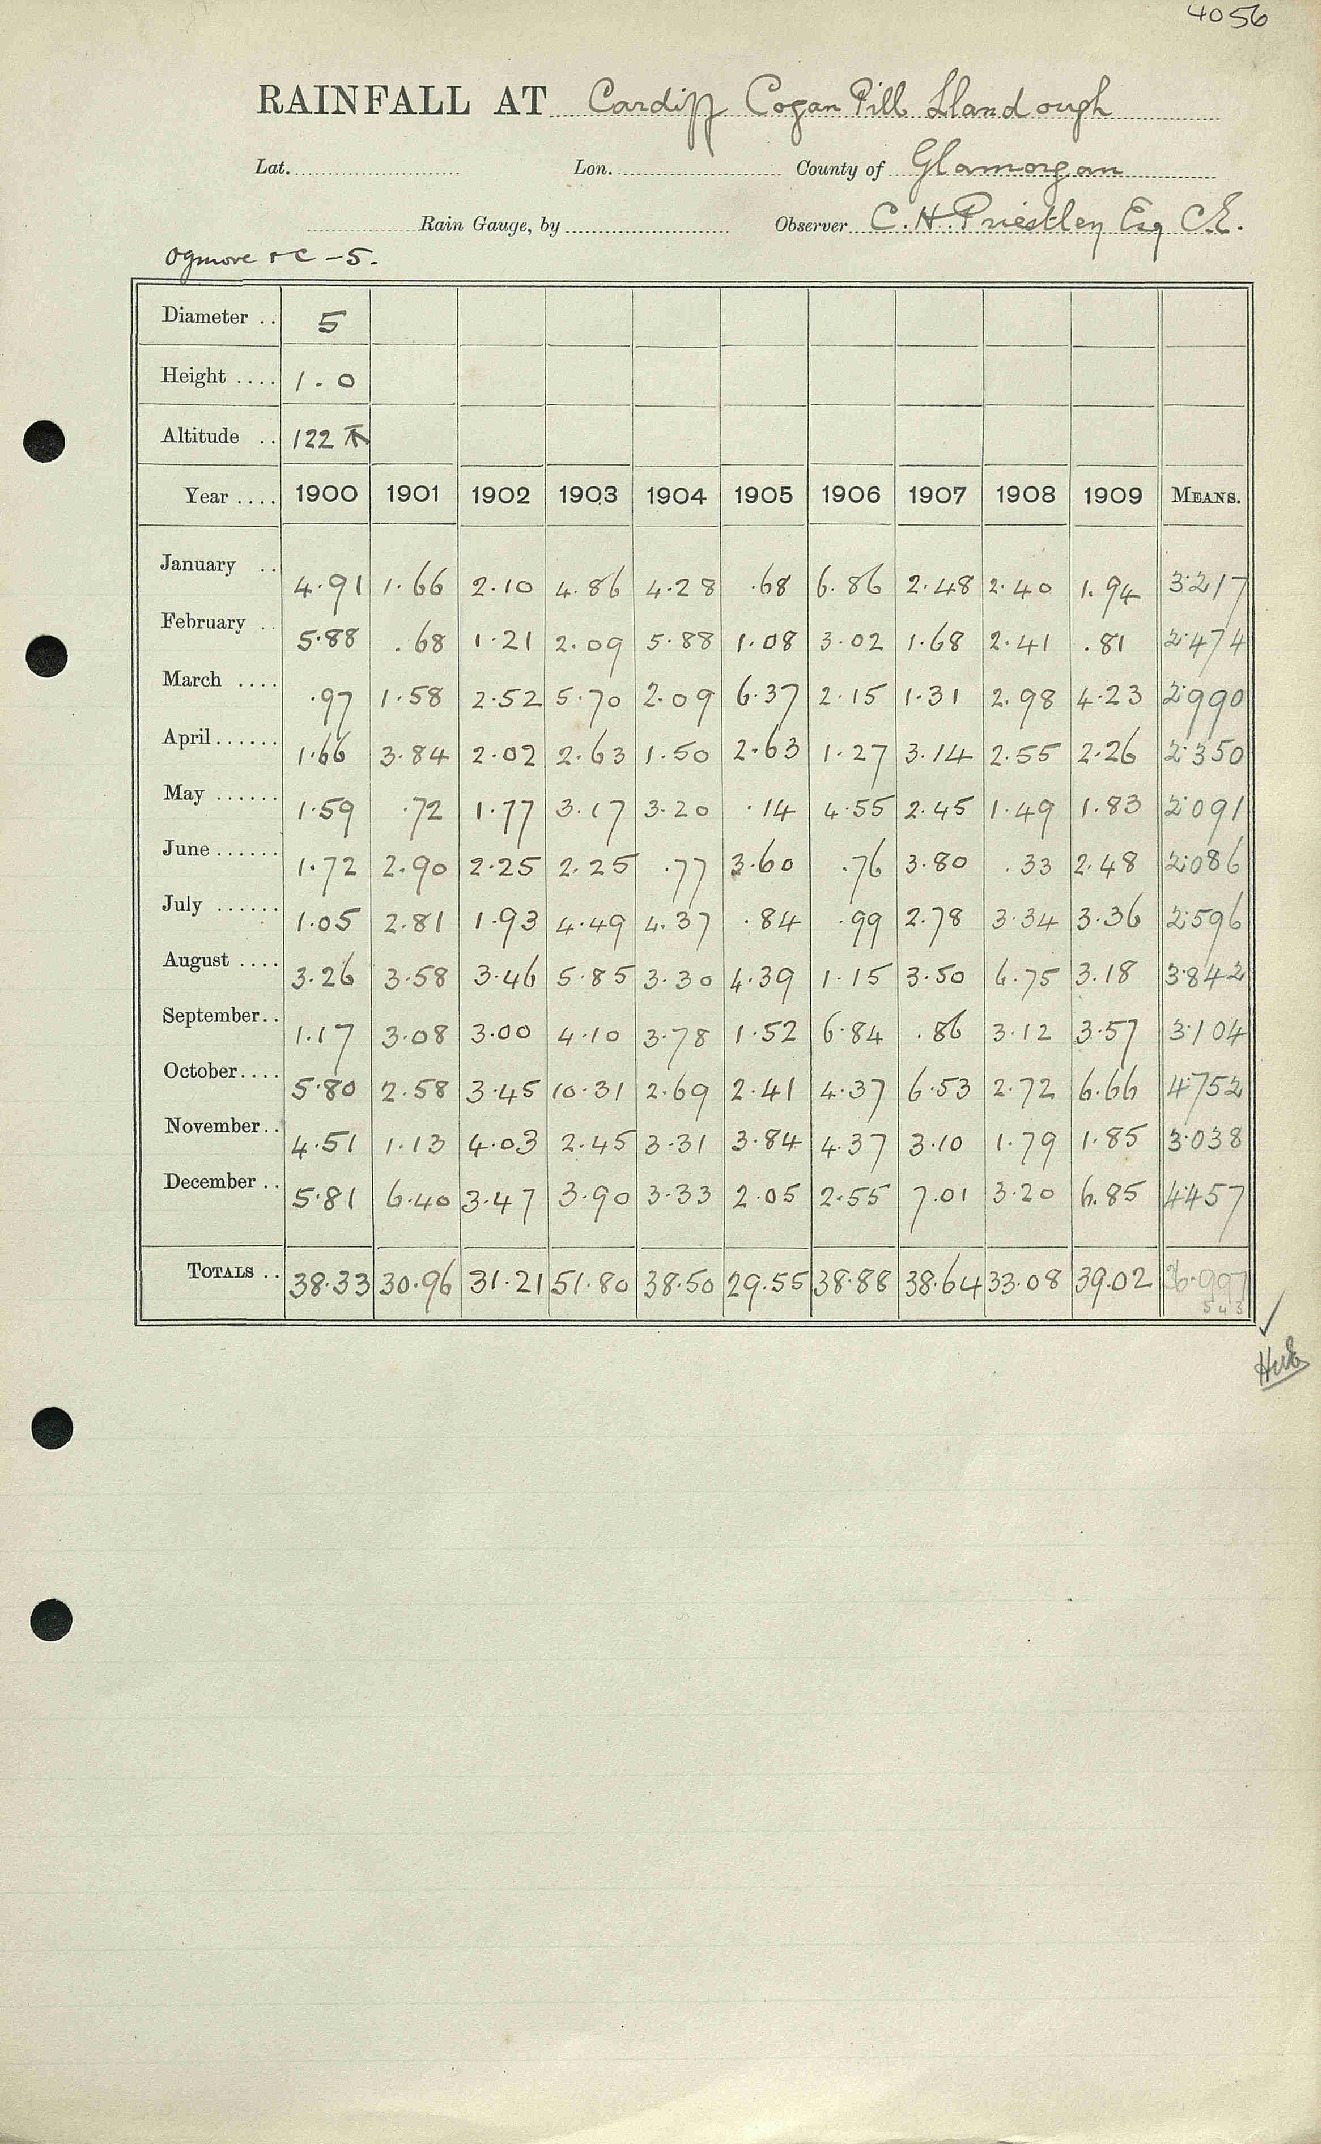 4056
RAINFALL AT Cardiff Cogan Pill Llandough
Lat. Lon. County of Glamorgan
Rain Gauge, by Observer C. H. Priestley Esq C.E.
Ogmore & C - 5.
Diameter .. 5
Height .... 1.0
Altitude .. 122
Year .... 1900 1901 1902 1903 1904 1905 1906 1907 1908 1909 MEANS.
January .. 4.91 1.66 2.10 4.86 4.28 .68 6.86 2.48 2.40 1.94 3.217
February .. 5.88 .68 1.21 2.09 5.88 1.08 3.02 1.68 2.41 .81 2.474
March .... .97 1.58 2.52 5.70 2.09 6.37 2.15 1.31 2.98 4.23 2.990
April ...... 1.66 3.84 2.02 2.63 1.50 2.63 1.27 3.14 2.55 2.26 2.350
May ...... 1.59 .72 1.77 3.17 3.20 .14 4.55 2.45 1.49 1.83 2.091
June ...... 1.72 2.90 2.25 2.25 .77 3.60 .76 3.80 .33 2.48 2.086
July ...... 1.05 2.81 1.93 4.49 4.37 .84 .99 2.78 3.34 3.36 2.596
August .... 3.26 3.58 3.46 5.85 3.30 4.39 1.15 3.50 6.75 3.18 3.842
September .. 1.17 3.08 3.00 4.10 3.78 1.52 6.84 .86 3.12 3.57 3.104
October .... 5.80 2.58 3.45 10.31 2.69 2.41 4.37 6.53 2.72 6.66 4.752
November .. 4.51 1.13 4.03 2.45 3.31 3.84 4.37 3.10 1.79 1.85 3.038
December .. 5.81 6.40 3.47 3.90 3.33 2.05 2.55 7.01 3.20 6.85 4.457
TOTALS .. 38.33 30.96 31.21 51.80 38.50 29.55 38.88 38.64 33.08 39.02 36.997
543